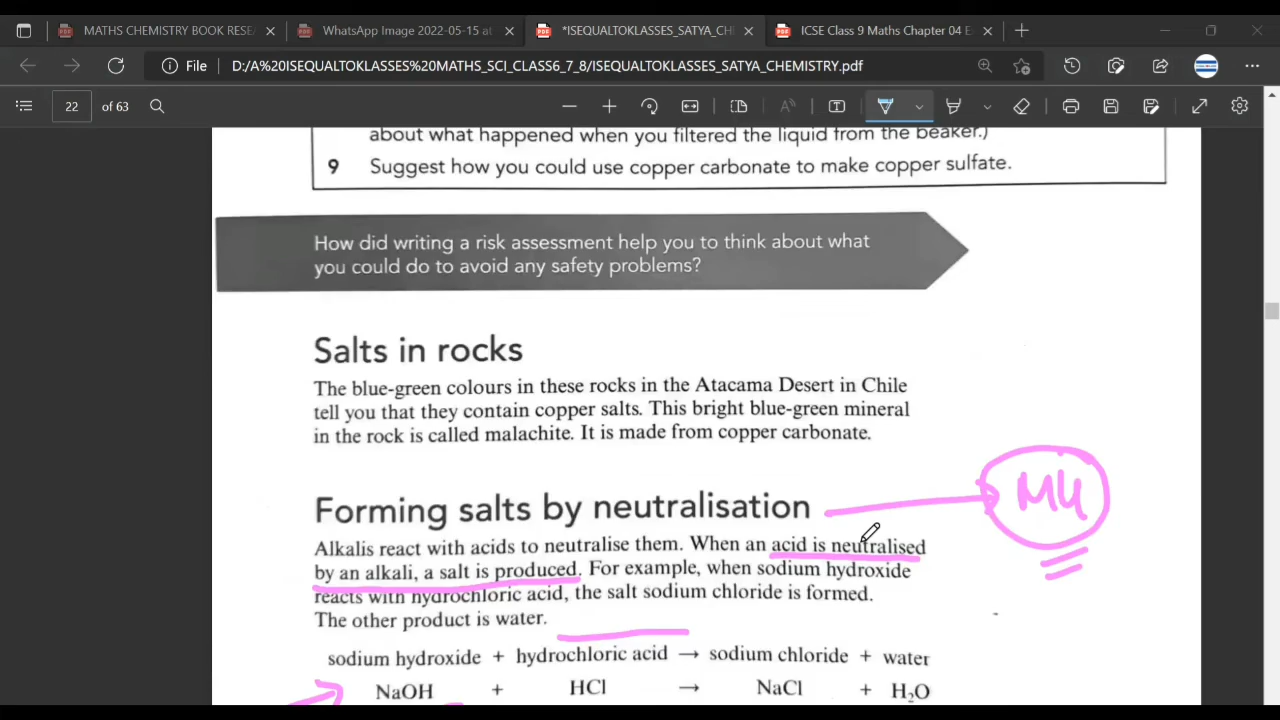 MATHS CHEMISTRY BOOK RESE
WhatsApp Image 2022-05-15 at
*ISEQUALTOKLASSES_SATYA_CHE
ICSE Class 9 Maths Chapter 04 E
File
D:/A%20ISEQUALTOKLASSES%20MATHS_SCI_CLASS6_7_8/ISEQUALTOKLASSES_SATYA_CHEMISTRY.pdf
22 of 63
about what happened when you filtered the liquid from the beaker.)
9 Suggest how you could use copper carbonate to make copper sulfate.
How did writing a risk assessment help you to think about what
you could do to avoid any safety problems?
Salts in rocks
The blue-green colours in these rocks in the Atacama Desert in Chile
tell you that they contain copper salts. This bright blue-green mineral
in the rock is called malachite. It is made from copper carbonate.
Forming salts by neutralisation
M4
Alkalis react with acids to neutralise them. When an acid is neutralised
by an alkali, a salt is produced. For example, when sodium hydroxide
reacts with hydrochloric acid, the salt sodium chloride is formed.
The other product is water.
sodium hydroxide + hydrochloric acid → sodium chloride + water
NaOH + HCl → NaCl + H₂O